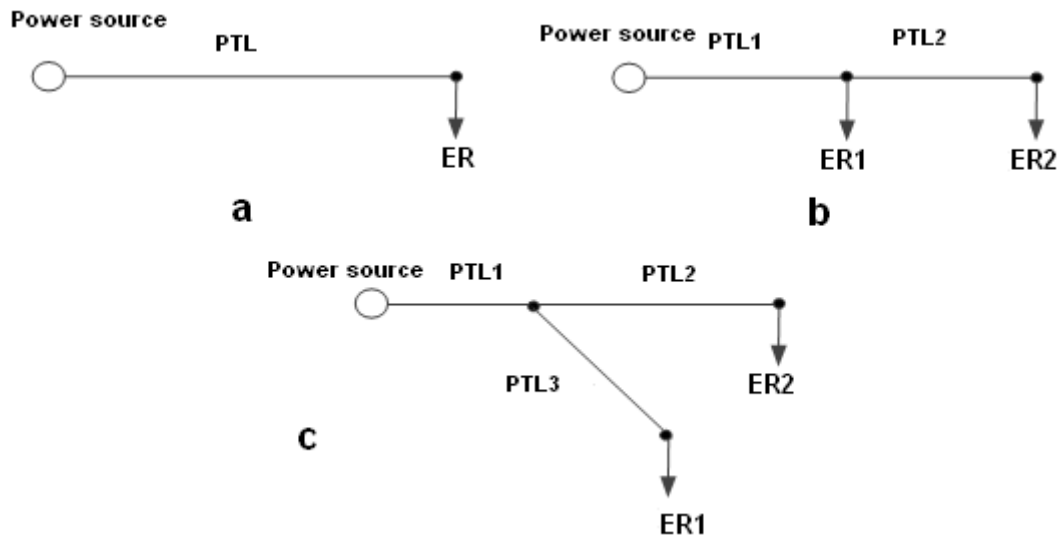 Power source
PTL
ER
a
Power source
PTL1
PTL2
ER1
ER2
b
Power source
PTL1
PTL2
PTL3
ER2
ER1
c